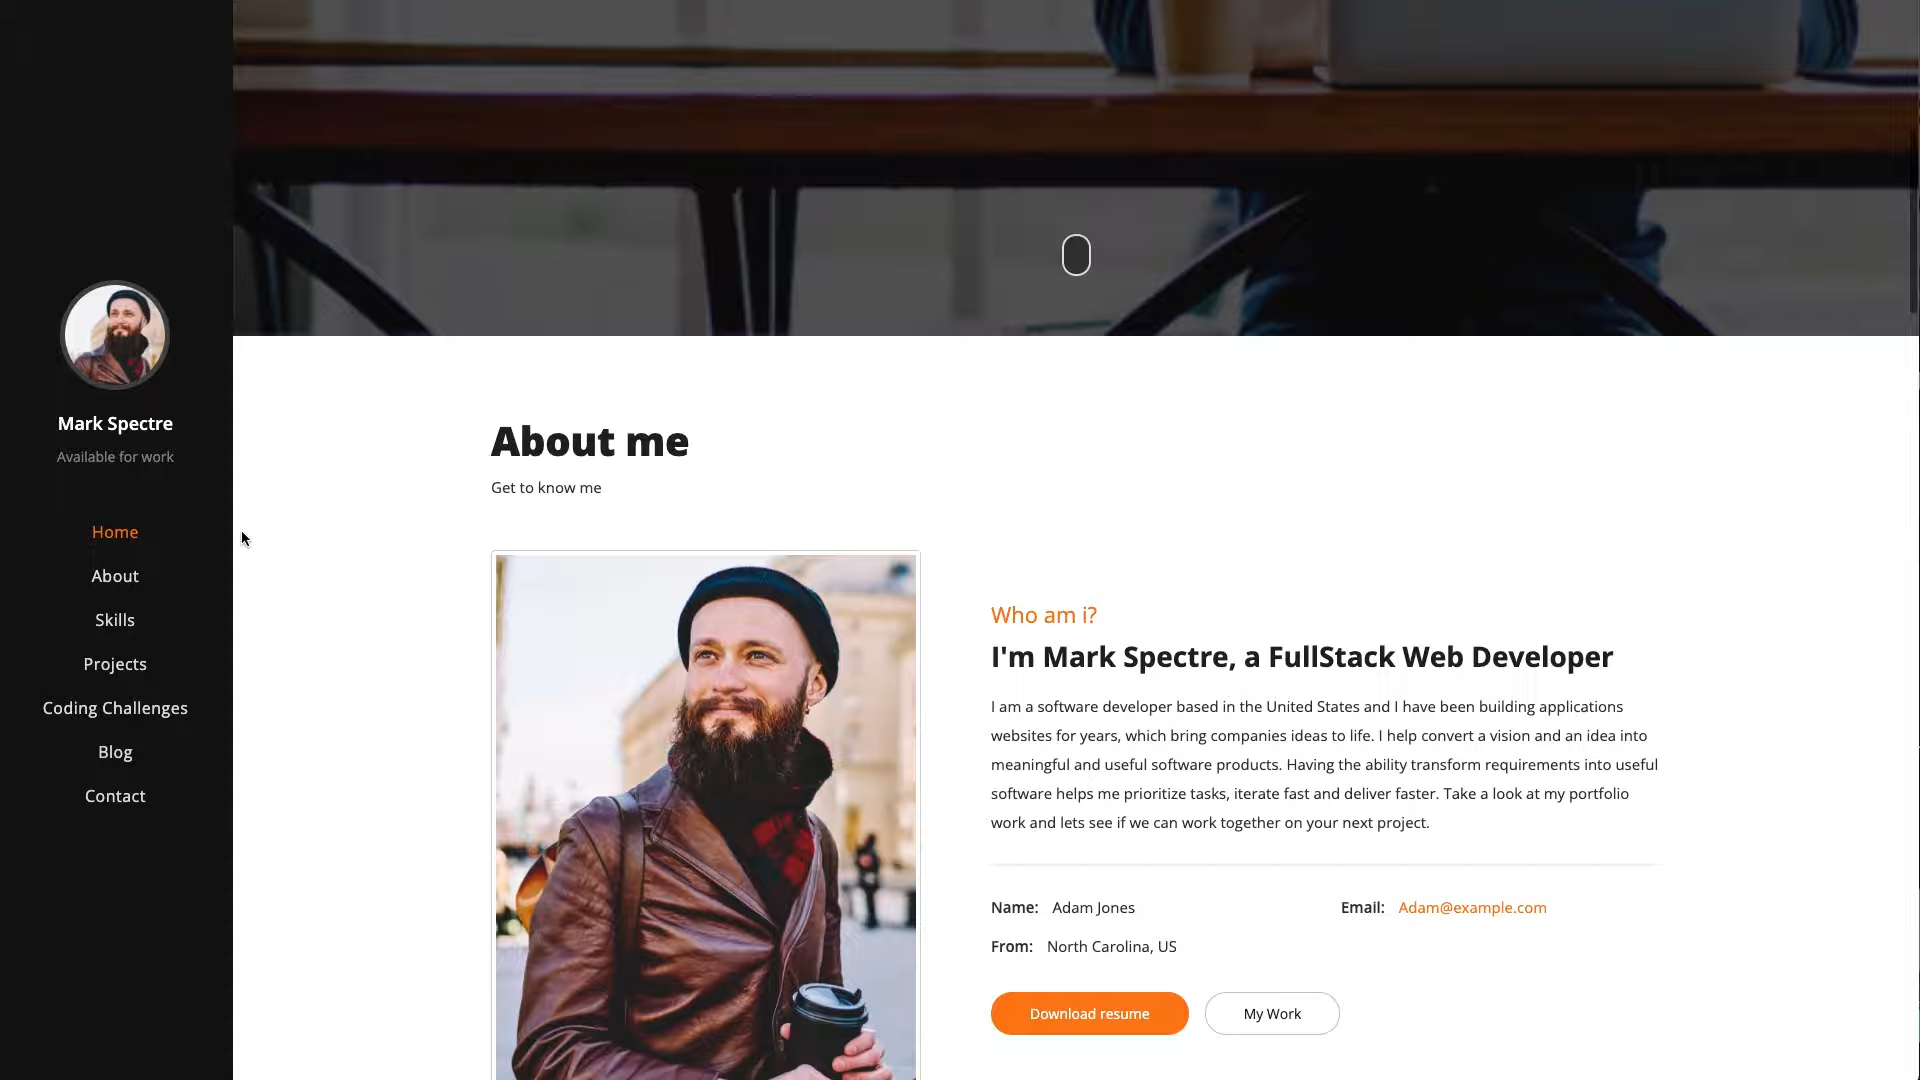 Mark Spectre
Available for work
Home
About
Skills
Projects
Coding Challenges
Blog
Contact
About me
Get to know me
Who am i?
I'm Mark Spectre, a FullStack Web Developer
I am a software developer based in the United States and I have been building applications
websites for years, which bring companies ideas to life. I help convert a vision and an idea into
meaningful and useful software products. Having the ability transform requirements into useful
software helps me prioritize tasks, iterate fast and deliver faster. Take a look at my portfolio
work and lets see if we can work together on your next project.
Name: Adam Jones
Email: Adam@example.com
From: North Carolina, US
Download resume
My Work